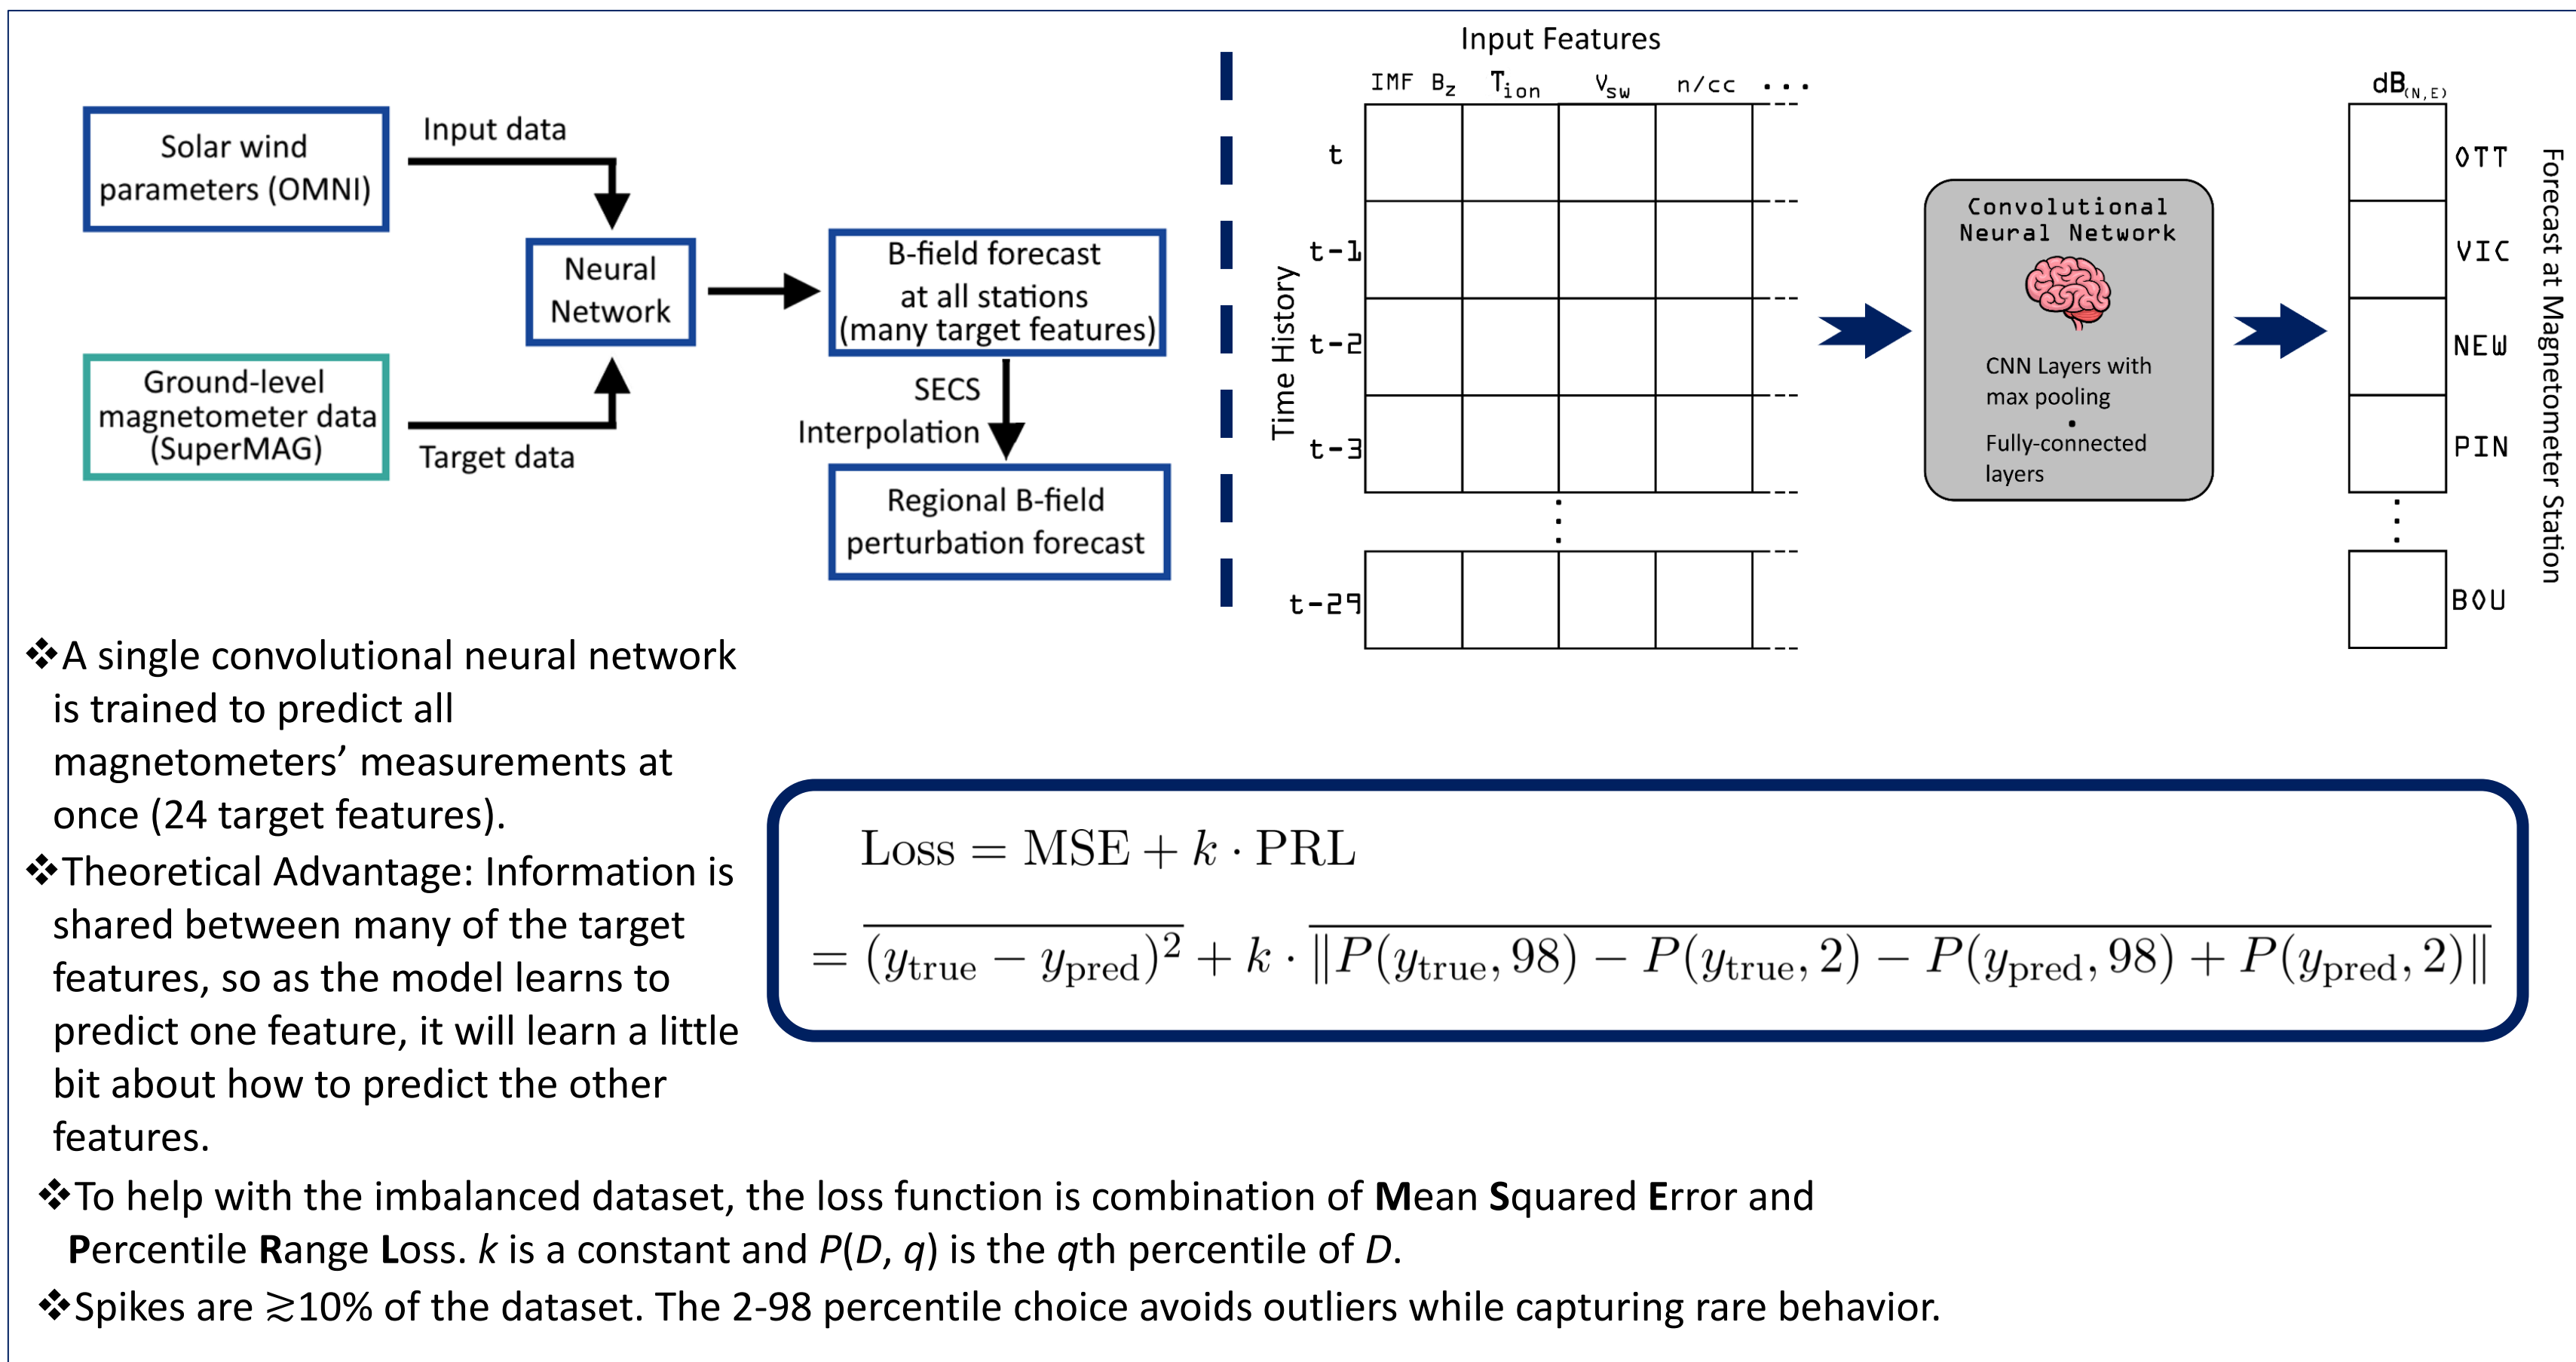 Solar wind
parameters (OMNI)
Input data
Ground-level
magnetometer data
(SuperMAG)
Target data
Neural
Network
B-field forecast
at all stations
(many target features)
SECS
Interpolation
Regional B-field
perturbation forecast
Input Features
IMF Bz Tion Vsw n/cc ...
Time History
t
t-1
t-2
t-3
t-29
Convolutional
Neural Network
CNN Layers with
max pooling
•
Fully-connected
layers
dB(N,E)
OTT
VIC
NEW
PIN
BOU
Forecast at Magnetometer Station
❖A single convolutional neural network
is trained to predict all
magnetometers’ measurements at
once (24 target features).
❖Theoretical Advantage: Information is
shared between many of the target
features, so as the model learns to
predict one feature, it will learn a little
bit about how to predict the other
features.
Loss = MSE + k · PRL
= \overline{(y_true − y_pred)²} + k · \overline{‖P(y_true, 98) − P(y_true, 2) − P(y_pred, 98) + P(y_pred, 2)‖}
❖To help with the imbalanced dataset, the loss function is combination of Mean Squared Error and
Percentile Range Loss. k is a constant and P(D, q) is the qth percentile of D.
❖Spikes are ≳10% of the dataset. The 2-98 percentile choice avoids outliers while capturing rare behavior.